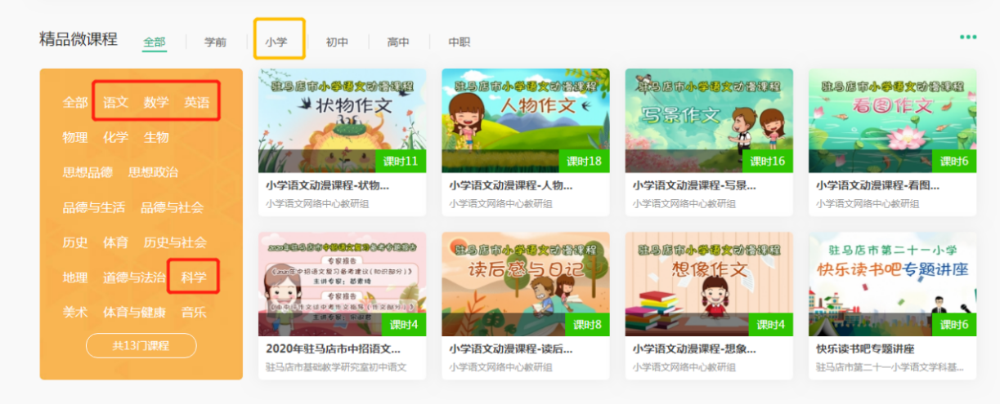 精品微课程 全部 学前 小学 初中 高中 中职
全部 语文 数学 英语
物理 化学 生物
思想品德 思想政治
品德与生活 品德与社会
历史 体育 历史与社会
地理 道德与法治 科学
美术 体育与健康 音乐
共13门课程
驻马店市小学语文动漫课程
状物作文
课时11
小学语文动漫课程-状物...
小学语文网络中心教研组
驻马店市小学语文动漫课程
人物作文
课时18
小学语文动漫课程-人物...
小学语文网络中心教研组
驻马店市小学语文动漫课程
写景作文
课时16
小学语文动漫课程-写景...
小学语文网络中心教研组
驻马店市小学语文动漫课程
看图作文
课时6
小学语文动漫课程-看图...
小学语文网络中心教研组
2020年驻马店市中招语文复习备考专题报告
专家报告
《2020年中招语文复习备考建议(知识部分)》
主讲专家:
专家报告
课时4
2020年驻马店市中招语文...
驻马店市基础教学研究室初中语文
驻马店市小学语文动漫课程
读后感与日记
课时8
小学语文动漫课程-读后...
小学语文网络中心教研组
驻马店市小学语文动漫课程
想像作文
课时4
小学语文动漫课程-想象...
小学语文网络中心教研组
驻马店市第二十一小学
快乐读书吧专题讲座
课时6
快乐读书吧专题讲座
驻马店市第二十一小学语文学科基...